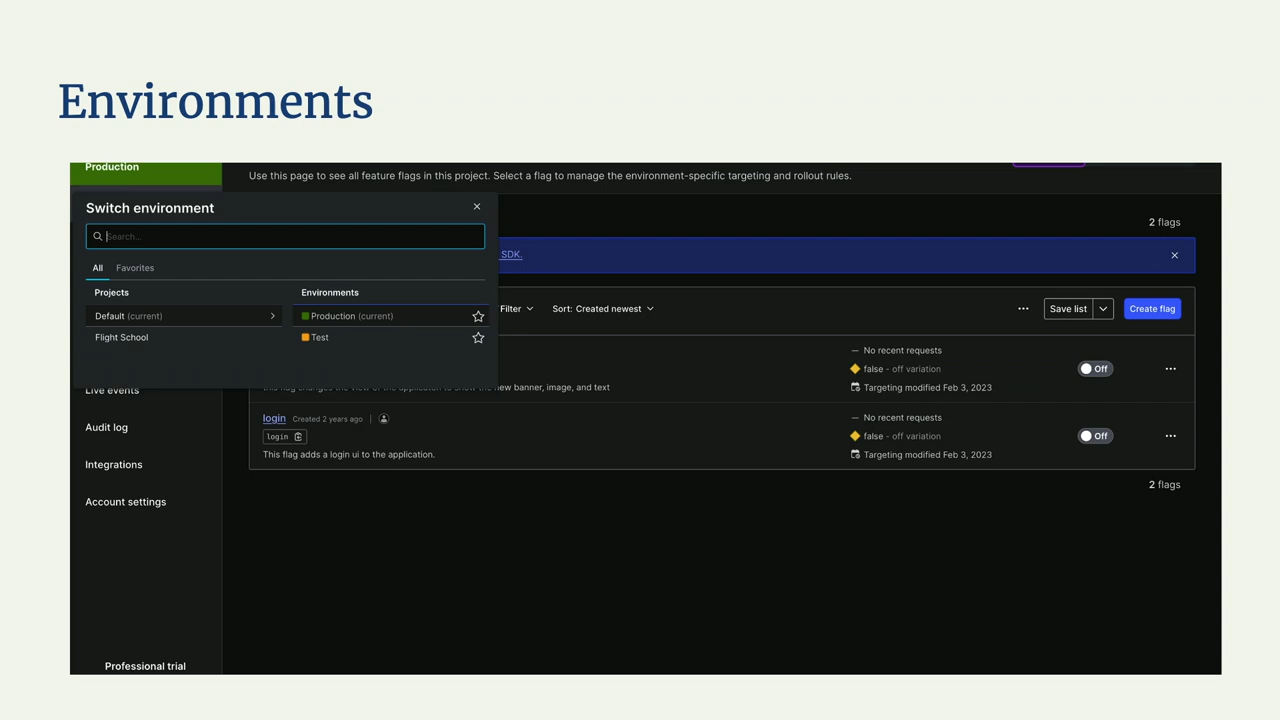 Environments
Production
Use this page to see all feature flags in this project. Select a flag to manage the environment-specific targeting and rollout rules.
Switch environment
2 flags
Search...
SDK.
All Favorites
Projects Environments
Default (current) Production (current)
Filter Sort: Created newest Save list Create flag
Flight School Test
No recent requests
false - off variation Off
Live events
This flag changes the view of the applicaton to show the new banner, image, and text Targeting modified Feb 3, 2023
login Created 2 years ago No recent requests
Audit log
login false - off variation Off
This flag adds a login ui to the application. Targeting modified Feb 3, 2023
Integrations
2 flags
Account settings
Professional trial